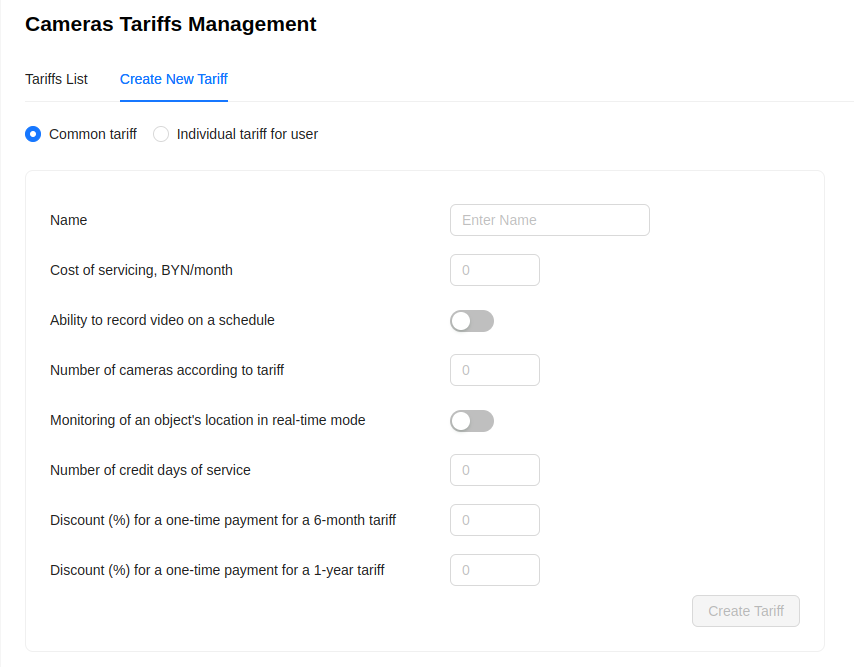 Cameras Tariffs Management
Tariffs List Create New Tariff
Common tariff Individual tariff for user
Name Enter Name
Cost of servicing, BYN/month 0
Ability to record video on a schedule
Number of cameras according to tariff 0
Monitoring of an object's location in real-time mode
Number of credit days of service 0
Discount (%) for a one-time payment for a 6-month tariff 0
Discount (%) for a one-time payment for a 1-year tariff 0
Create Tariff